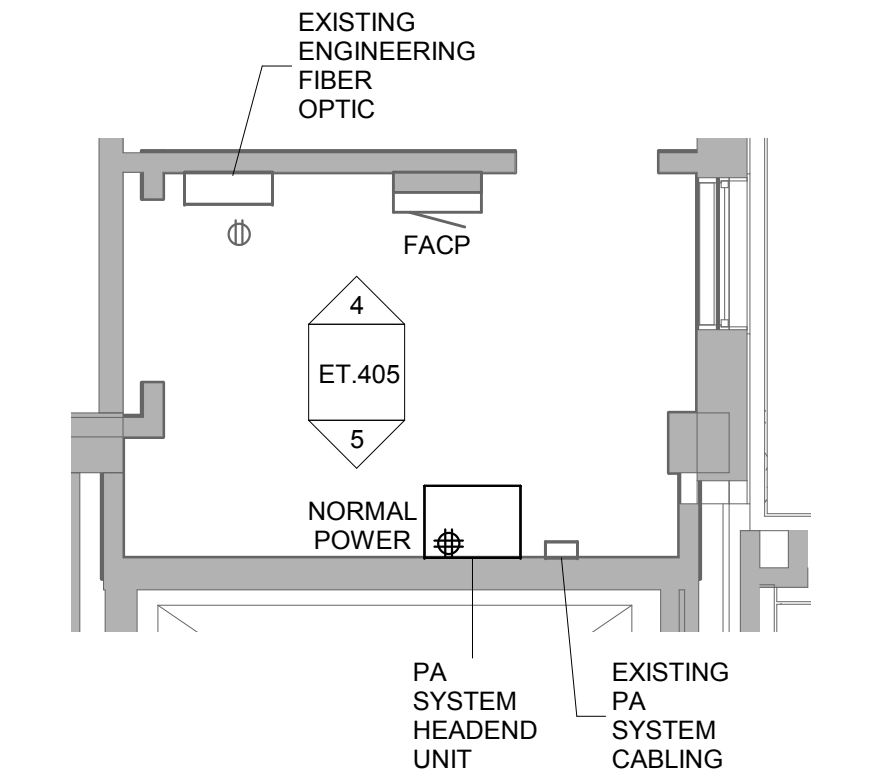 EXISTING
ENGINEERING
FIBER
OPTIC
FACP
4
ET.405
5
NORMAL
POWER
PA
SYSTEM
HEADEND
UNIT
EXISTING
PA
SYSTEM
CABLING